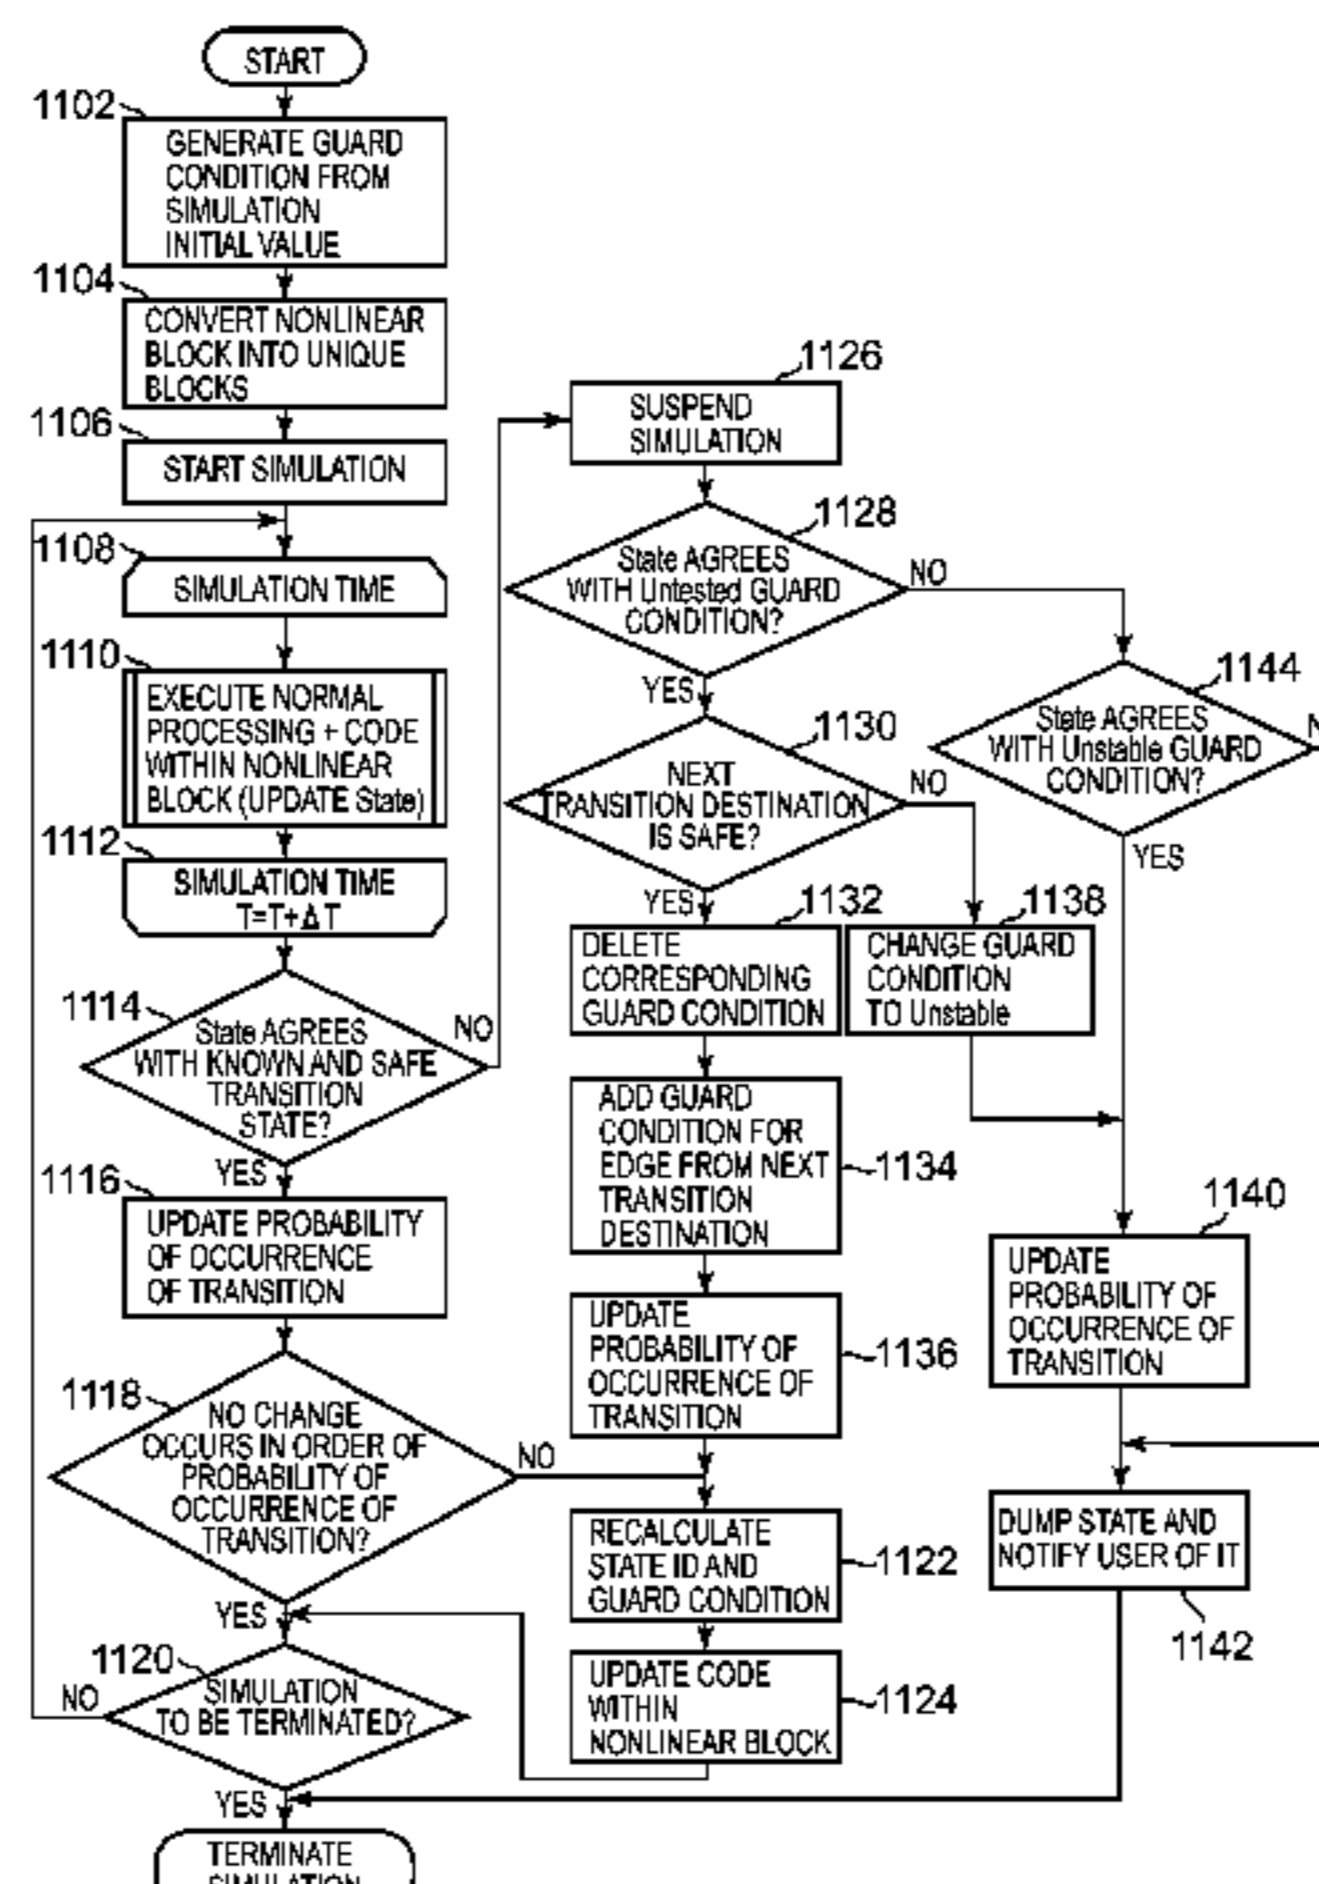 START
1102
GENERATE GUARD
CONDITION FROM
SIMULATION
INITIAL VALUE
1104
CONVERT NONLINEAR
BLOCK INTO UNIQUE
BLOCKS
1106
START SIMULATION
1108
SIMULATION TIME
1110
EXECUTE NORMAL
PROCESSING + CODE
WITHIN NONLINEAR
BLOCK (UPDATE State)
1112
SIMULATION TIME
T=T+Δ T
1114
State AGREES
WITH KNOWN AND SAFE
TRANSITION
STATE?
NO
YES
1116
UPDATE PROBABILITY
OF OCCURRENCE
OF TRANSITION
1118
NO CHANGE
OCCURS IN ORDER OF
PROBABILITY OF
OCCURRENCE OF
TRANSITION?
NO
YES
1120
SIMULATION
TO BE TERMINATED?
NO
YES
TERMINATE
SIMULATION
1126
SUSPEND
SIMULATION
1128
State AGREES
WITH Untested GUARD
CONDITION?
NO
YES
1130
NEXT
TRANSITION DESTINATION
IS SAFE?
NO
YES
1132
DELETE
CORRESPONDING
GUARD CONDITION
1138
CHANGE GUARD
CONDITION
TO Unstable
ADD GUARD
CONDITION FOR
EDGE FROM NEXT
TRANSITION
DESTINATION
1134
UPDATE
PROBABILITY OF
OCCURRENCE OF
TRANSITION
1136
RECALCULATE
STATE ID AND
GUARD CONDITION
1122
UPDATE CODE
WITHIN
NONLINEAR BLOCK
1124
1144
State AGREES
WITH Unstable GUARD
CONDITION?
YES
1140
UPDATE
PROBABILITY OF
OCCURRENCE OF
TRANSITION
DUMP STATE AND
NOTIFY USER OF IT
1142